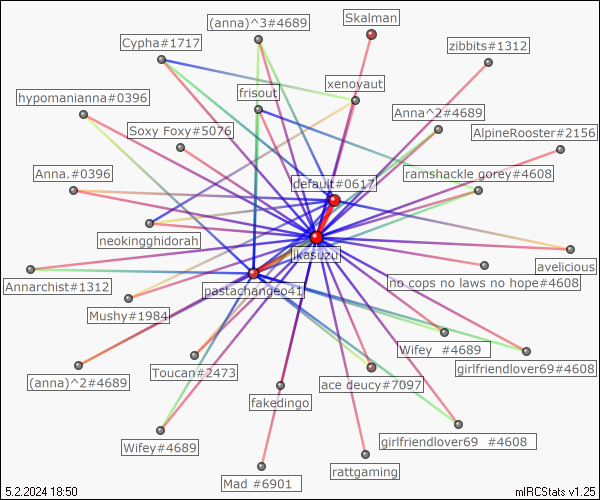 (anna)^3#4689
Skalman
Cypha#1717
zibbits#1312
xenoyaut
frisout
hypomanianna#0396
Anna^2#4689
Soxy Foxy#5076
AlpineRooster#2156
Anna.#0396
default#0617
ramshackle gorey#4608
neokingghidorah
jikasuzu
avelicious
Annarchist#1312
pastachangeo41
no cops no laws no hope#4608
Mushy#1984
Wifey  #4689
Toucan#2473
girlfriendlover69#4608
(anna)^2#4689
ace deucy#7097
fakedingo
Wifey#4689
girlfriendlover69  #4608
rattgaming
Mad #6901
5.2.2024 18:50
mIRCStats v1.25